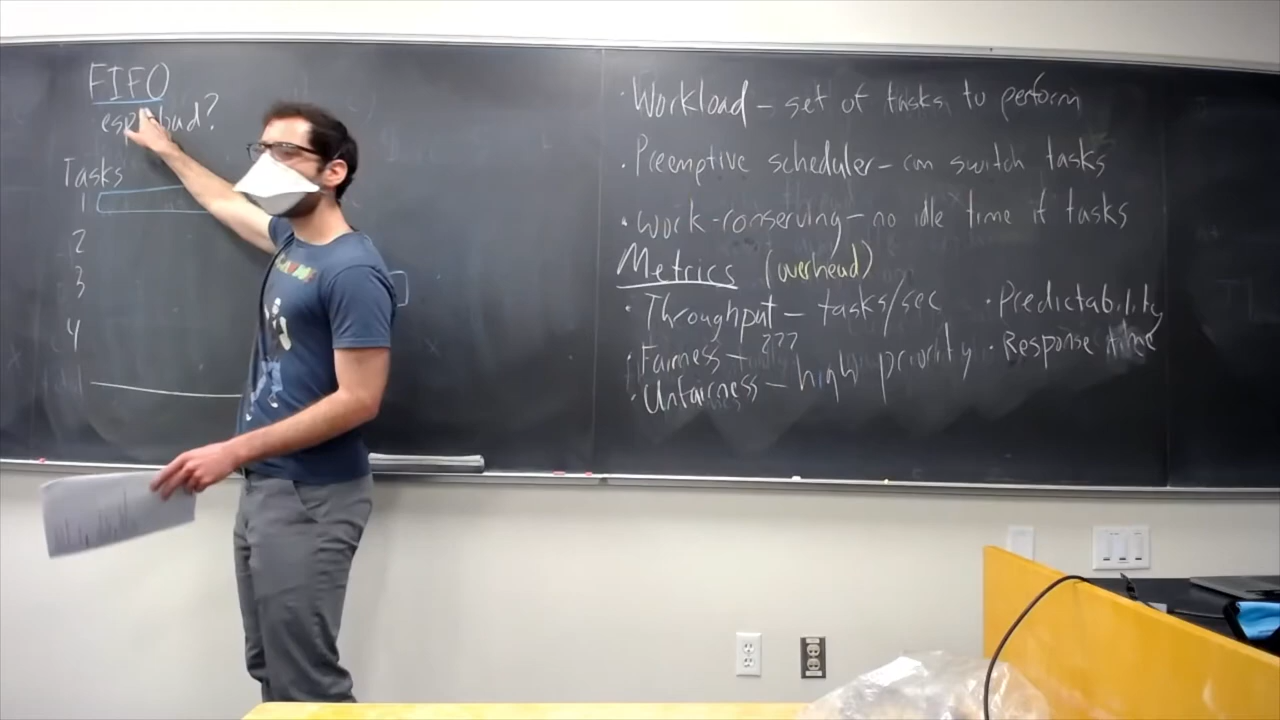 FIFO
bad?
Tasks
1
2
3
4
• Workload – set of tasks to perform
• Preemptive scheduler – can switch tasks
• work-conserving – no idle time if tasks
Metrics (overhead)
• Throughput – tasks/sec
• Predictability
• Fairness – ???
• Response time
• Unfairness – high priority